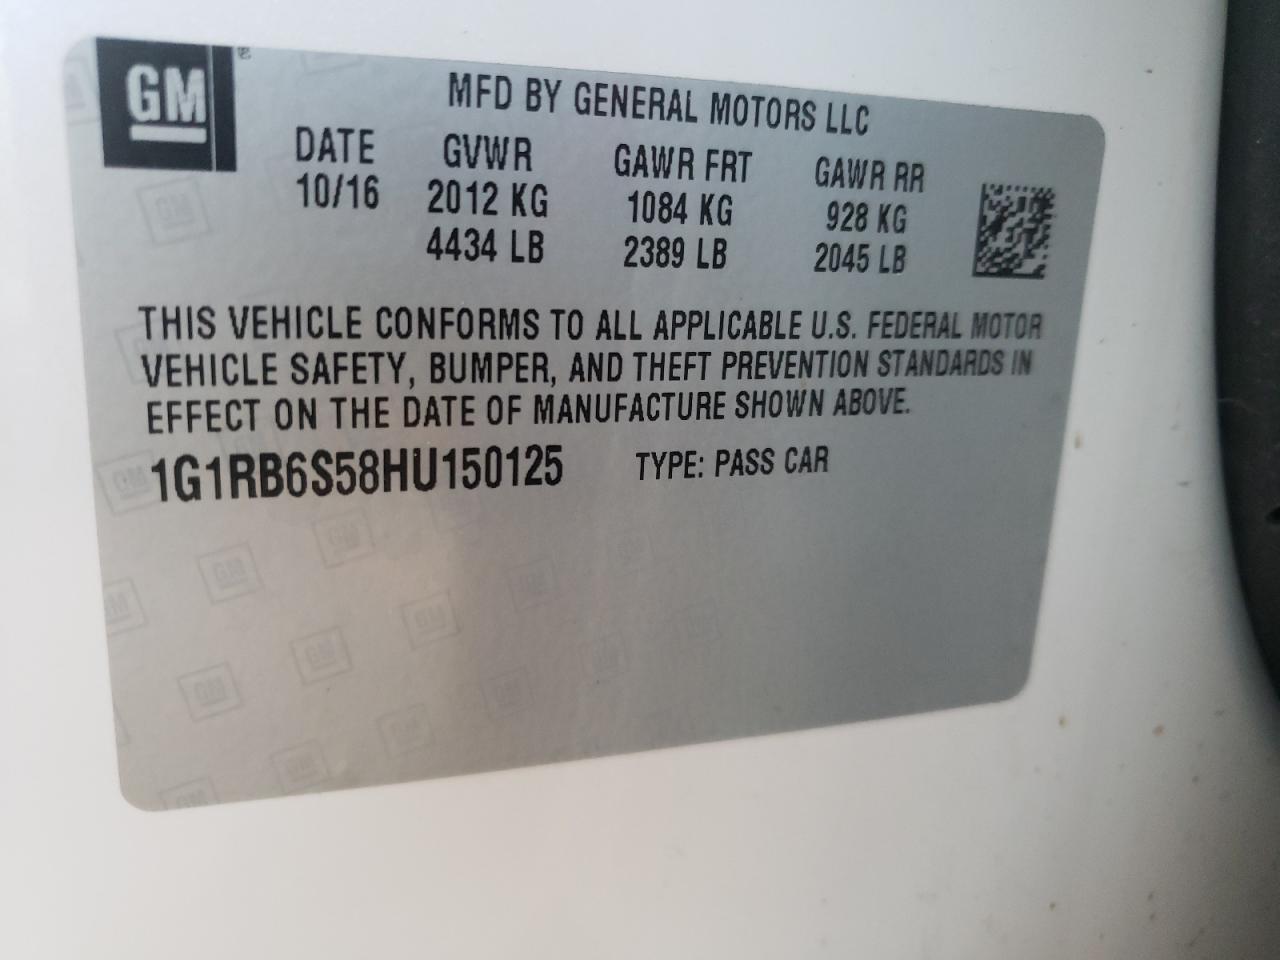 GM
MFD BY GENERAL MOTORS LLC
DATE GVWR GAWR FRT GAWR RR
10/16 2012 KG 1084 KG 928 KG
4434 LB 2389 LB 2045 LB
THIS VEHICLE CONFORMS TO ALL APPLICABLE U.S. FEDERAL MOTOR
VEHICLE SAFETY, BUMPER, AND THEFT PREVENTION STANDARDS IN
EFFECT ON THE DATE OF MANUFACTURE SHOWN ABOVE.
1G1RB6S58HU150125 TYPE: PASS CAR